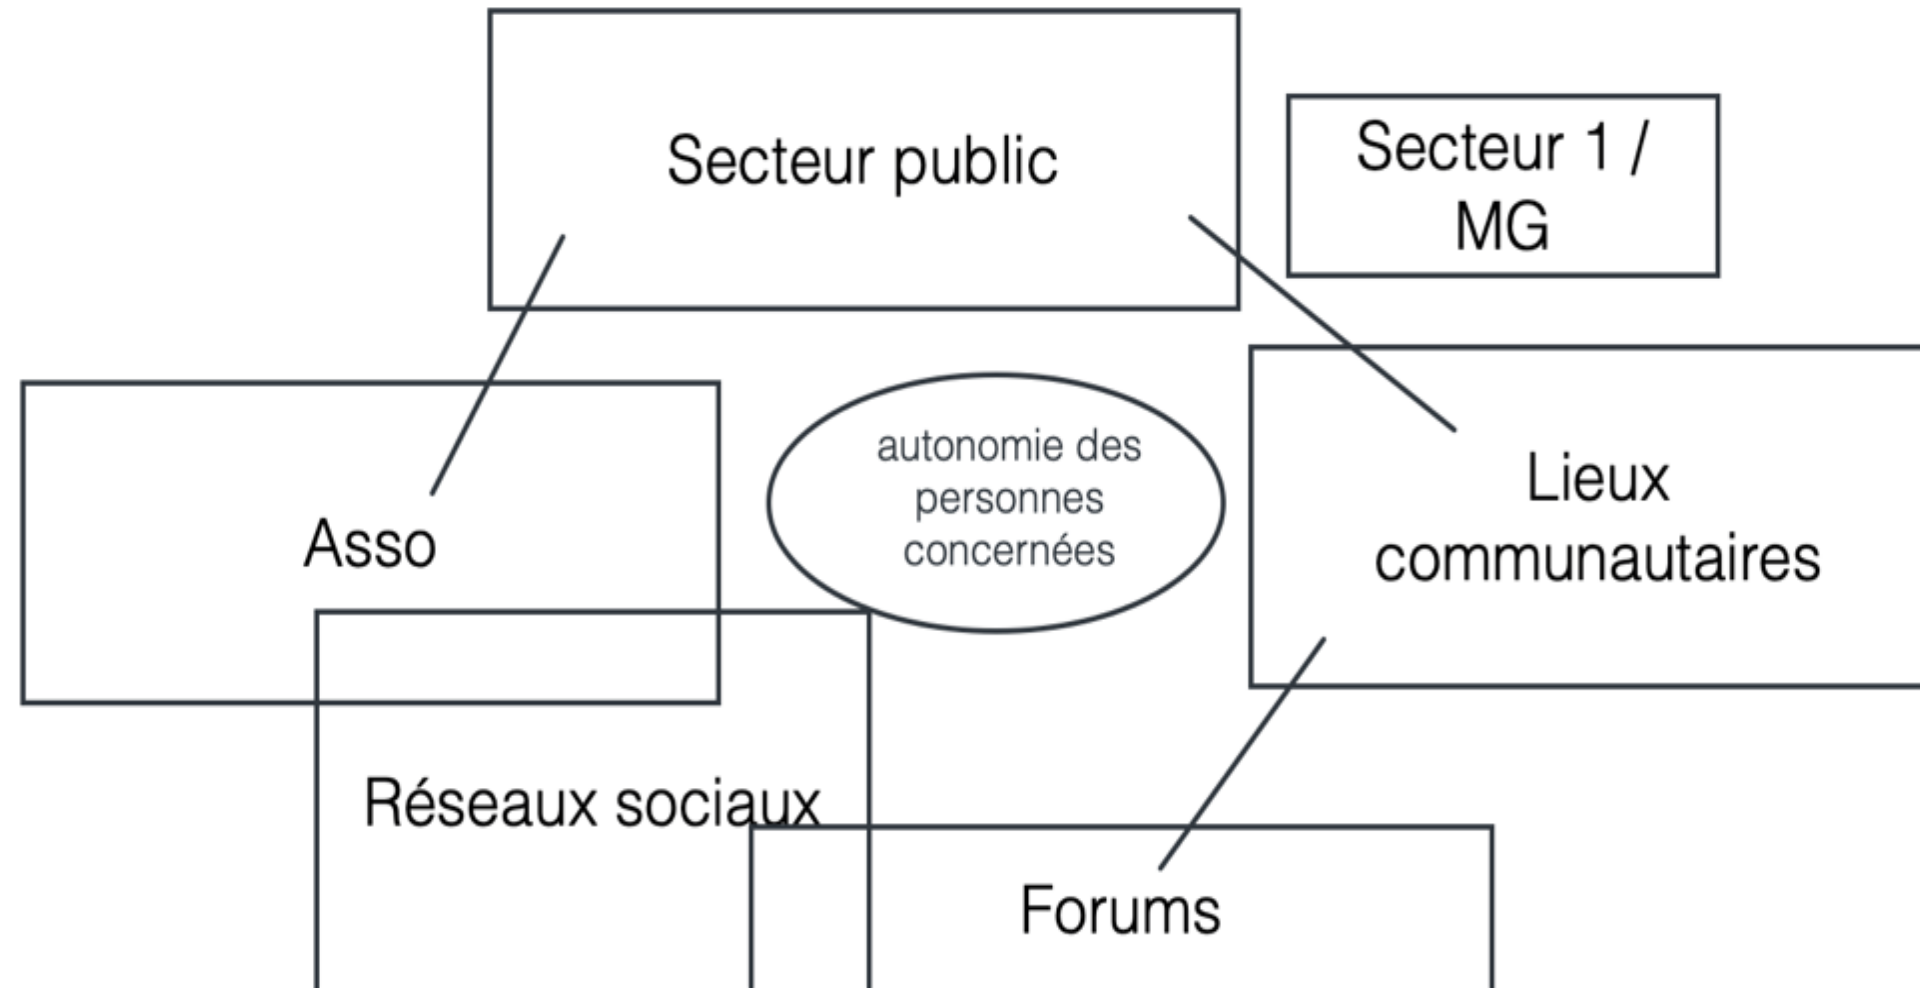 Secteur public
Secteur 1 /
MG
autonomie des
personnes
concernées
Asso
Lieux
communautaires
Réseaux sociaux
Forums